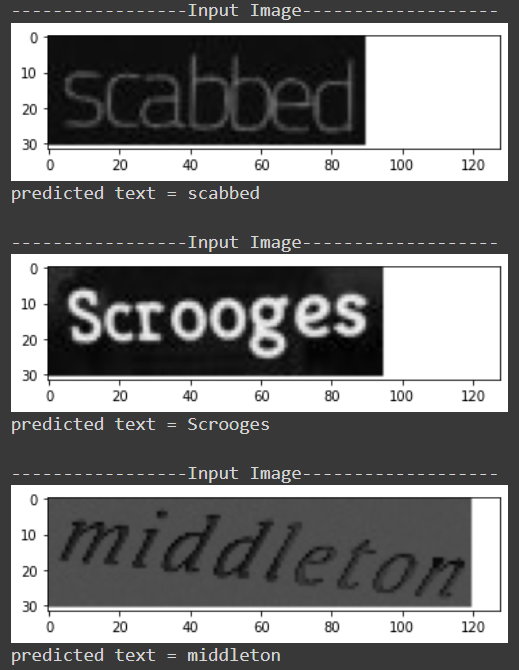 -----------------Input Image-------------------
0
scabbed
10
20
30
0 20 40 60 80 100 120
predicted text = scabbed
-----------------Input Image-------------------
0
Scrooges
10
20
30
0 20 40 60 80 100 120
predicted text = Scrooges
-----------------Input Image-------------------
0
middleton
10
20
30
0 20 40 60 80 100 120
predicted text = middleton